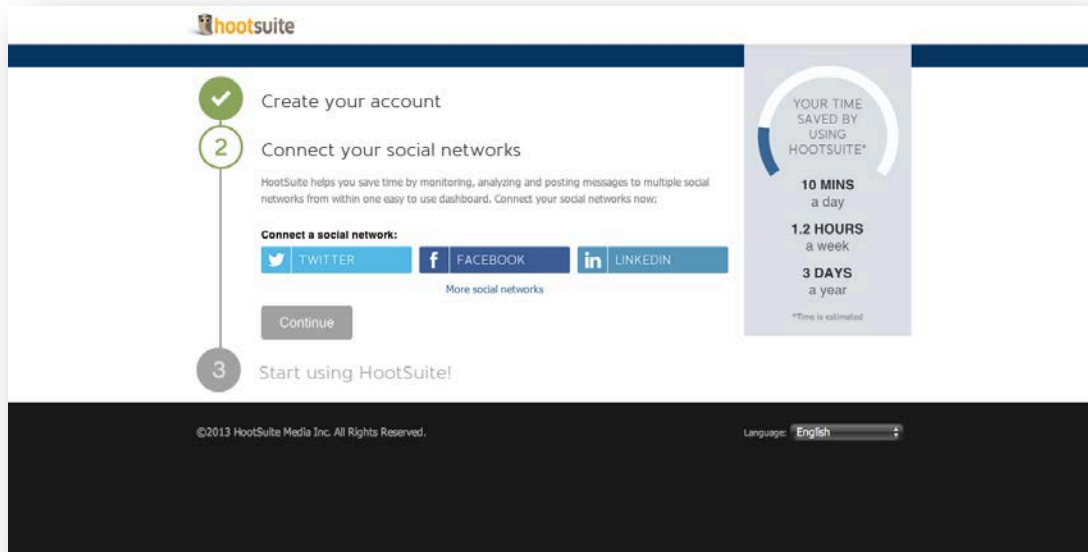 hootsuite
Create your account
2
Connect your social networks
HootSuite helps you save time by monitoring, analyzing and posting messages to multiple social
networks from within one easy to use dashboard. Connect your social networks now:
Connect a social network:
TWITTER
f FACEBOOK
in LINKEDIN
More social networks
Continue
3
Start using HootSuite!
YOUR TIME
SAVED BY
USING
HOOTSUITE*
10 MINS
a day
1.2 HOURS
a week
3 DAYS
a year
*Time is estimated
©2013 HootSuite Media Inc. All Rights Reserved.
Language: English